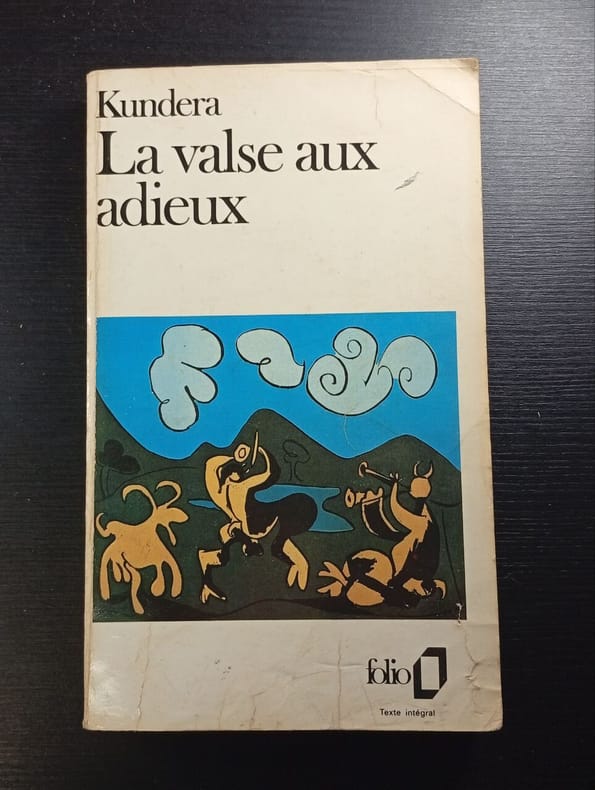 Kundera
La valse aux
adieux
folio
Texte intégral